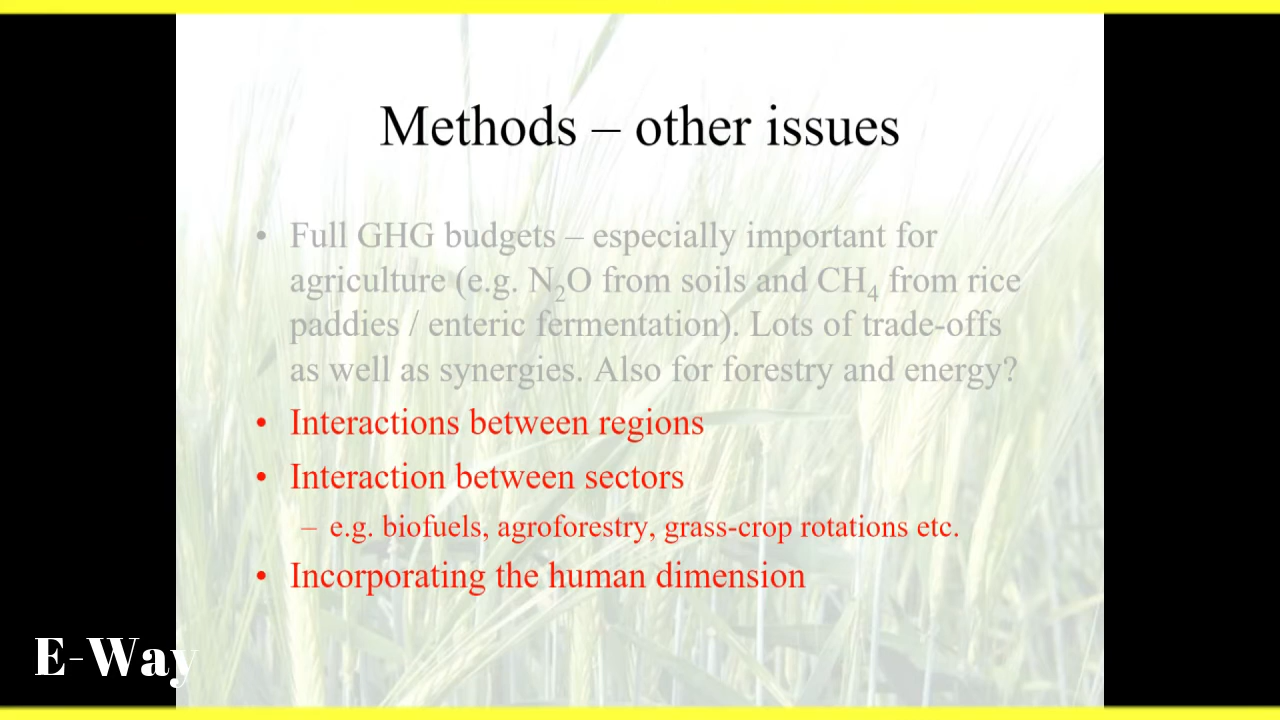 Methods – other issues
• Full GHG budgets – especially important for
agriculture (e.g. N₂O from soils and CH₄ from rice
paddies / enteric fermentation). Lots of trade-offs
as well as synergies. Also for forestry and energy?
• Interactions between regions
• Interaction between sectors
– e.g. biofuels, agroforestry, grass-crop rotations etc.
• Incorporating the human dimension
E-Way